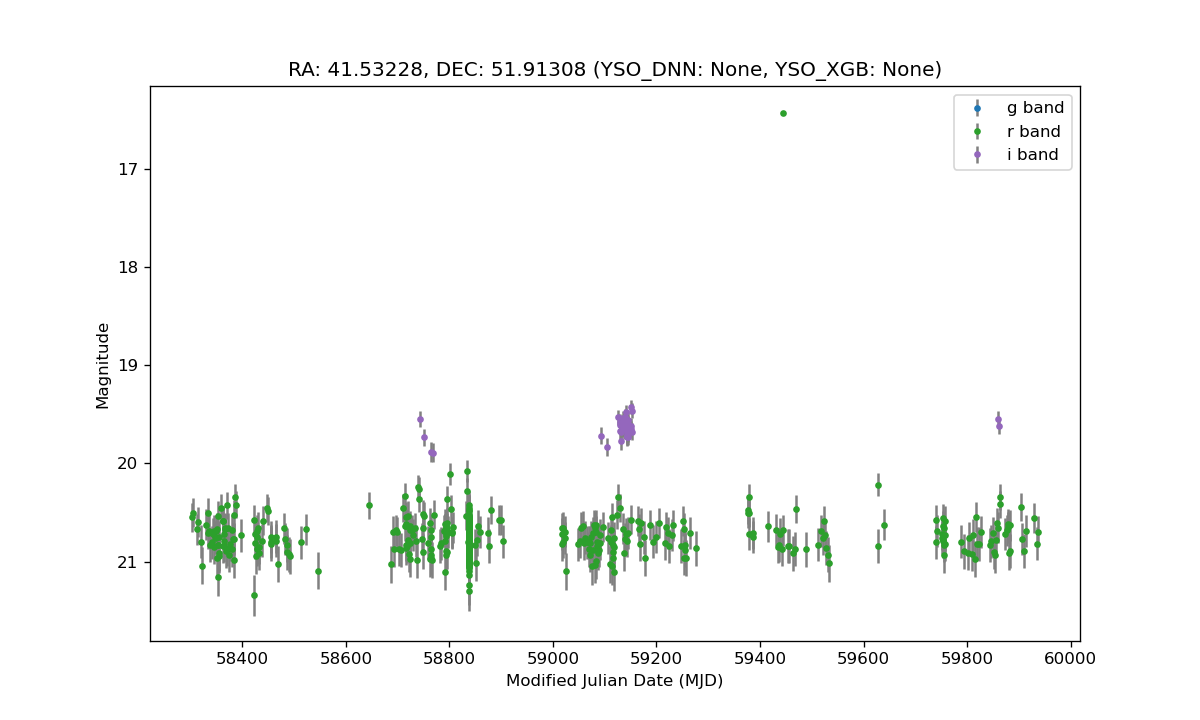 RA: 41.53228, DEC: 51.91308 (YSO_DNN: None, YSO_XGB: None)
g band
r band
i band
17
18
19
20
21
Magnitude
58400 58600 58800 59000 59200 59400 59600 59800 60000
Modified Julian Date (MJD)